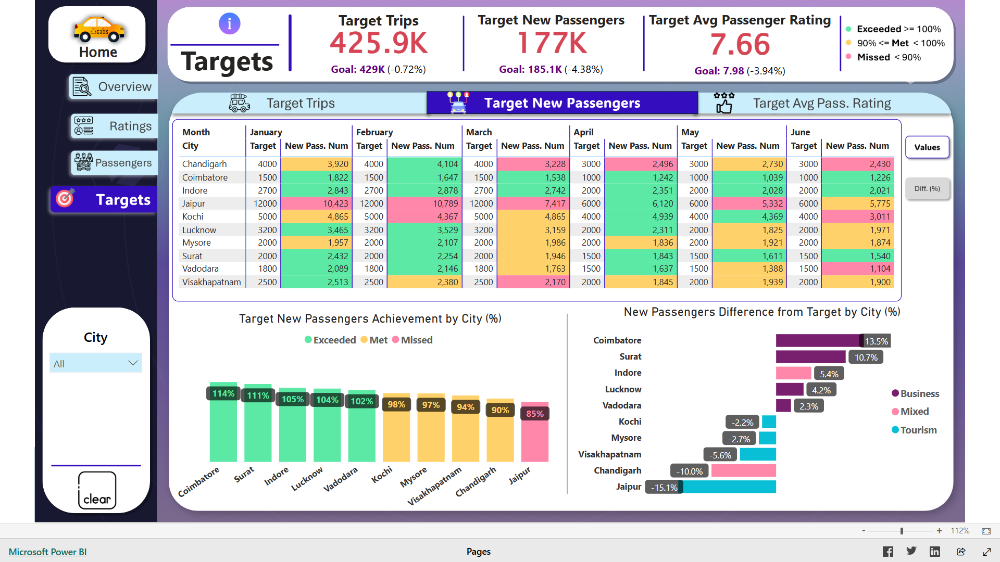 cabs
Home
Overview
Ratings
Passengers
Targets
City
All
clear
i
Targets
Target Trips
425.9K
Goal: 429K (-0.72%)
Target New Passengers
177K
Goal: 185.1K (-4.38%)
Target Avg Passenger Rating
7.66
Goal: 7.98 (-3.94%)
Exceeded >= 100%
90% <= Met < 100%
Missed < 90%
Target Trips
Target New Passengers
Target Avg Pass. Rating
Month January February March April May June
City Target New Pass. Num Target New Pass. Num Target New Pass. Num Target New Pass. Num Target New Pass. Num Target New Pass. Num
Chandigarh 4000 3,920 4000 4,104 4000 3,228 3000 2,496 3000 2,730 3000 2,430
Coimbatore 1500 1,822 1500 1,647 1500 1,538 1000 1,242 1000 1,039 1000 1,226
Indore 2700 2,843 2700 2,878 2700 2,742 2000 2,351 2000 2,028 2000 2,021
Jaipur 12000 10,423 12000 10,789 12000 7,417 6000 6,120 6000 5,332 6000 5,775
Kochi 5000 4,865 5000 4,367 5000 4,865 4000 4,939 4000 4,369 4000 3,011
Lucknow 3200 3,465 3200 3,529 3200 3,159 2000 2,311 2000 1,825 2000 1,971
Mysore 2000 1,957 2000 2,107 2000 1,986 2000 1,836 2000 1,921 2000 1,874
Surat 2000 2,432 2000 2,254 2000 1,946 1500 1,843 1500 1,611 1500 1,540
Vadodara 1800 2,089 1800 2,146 1800 1,763 1500 1,637 1500 1,388 1500 1,104
Visakhapatnam 2500 2,513 2500 2,380 2500 2,170 2000 1,845 2000 1,939 2000 1,900
Values
Diff. (%)
Target New Passengers Achievement by City (%)
Exceeded Met Missed
114% 111% 105% 104% 102% 98% 97% 94% 90% 85%
Coimbatore Surat Indore Lucknow Vadodara Kochi Mysore Visakhapatnam Chandigarh Jaipur
New Passengers Difference from Target by City (%)
Coimbatore 13.5%
Surat 10.7%
Indore 5.4%
Lucknow 4.2%
Vadodara 2.3%
Kochi -2.2%
Mysore -2.7%
Visakhapatnam -5.6%
Chandigarh -10.0%
Jaipur -15.1%
Business
Mixed
Tourism
- + 112%
Microsoft Power BI
Pages